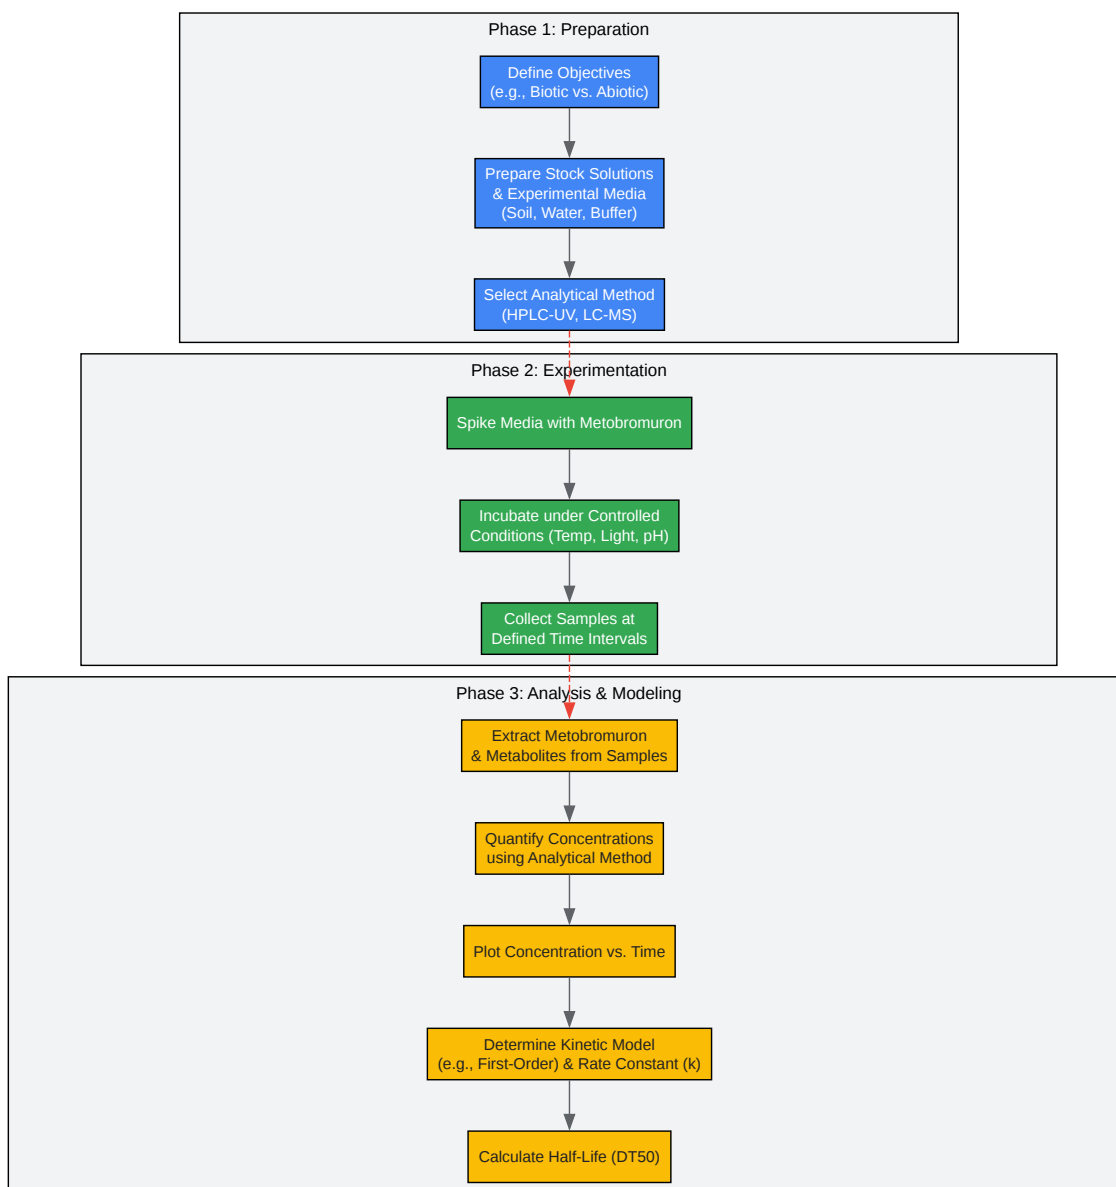 Phase 1: Preparation
Define Objectives
(e.g., Biotic vs. Abiotic)
Prepare Stock Solutions
& Experimental Media
(Soil, Water, Buffer)
Select Analytical Method
(HPLC-UV, LC-MS)
Phase 2: Experimentation
Spike Media with Metobromuron
Incubate under Controlled
Conditions (Temp, Light, pH)
Collect Samples at
Defined Time Intervals
Phase 3: Analysis & Modeling
Extract Metobromuron
& Metabolites from Samples
Quantify Concentrations
using Analytical Method
Plot Concentration vs. Time
Determine Kinetic Model
(e.g., First-Order) & Rate Constant (k)
Calculate Half-Life (DT50)